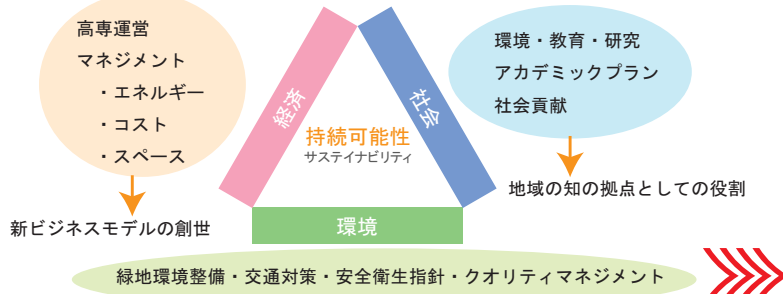 高専運営
マネジメント
・エネルギー
・コスト
・スペース
新ビジネスモデルの創世
経済
社会
持続可能性
サステイナビリティ
環境
環境・教育・研究
アカデミックプラン
社会貢献
地域の知の拠点としての役割
緑地環境整備・交通対策・安全衛生指針・クオリティマネジメント